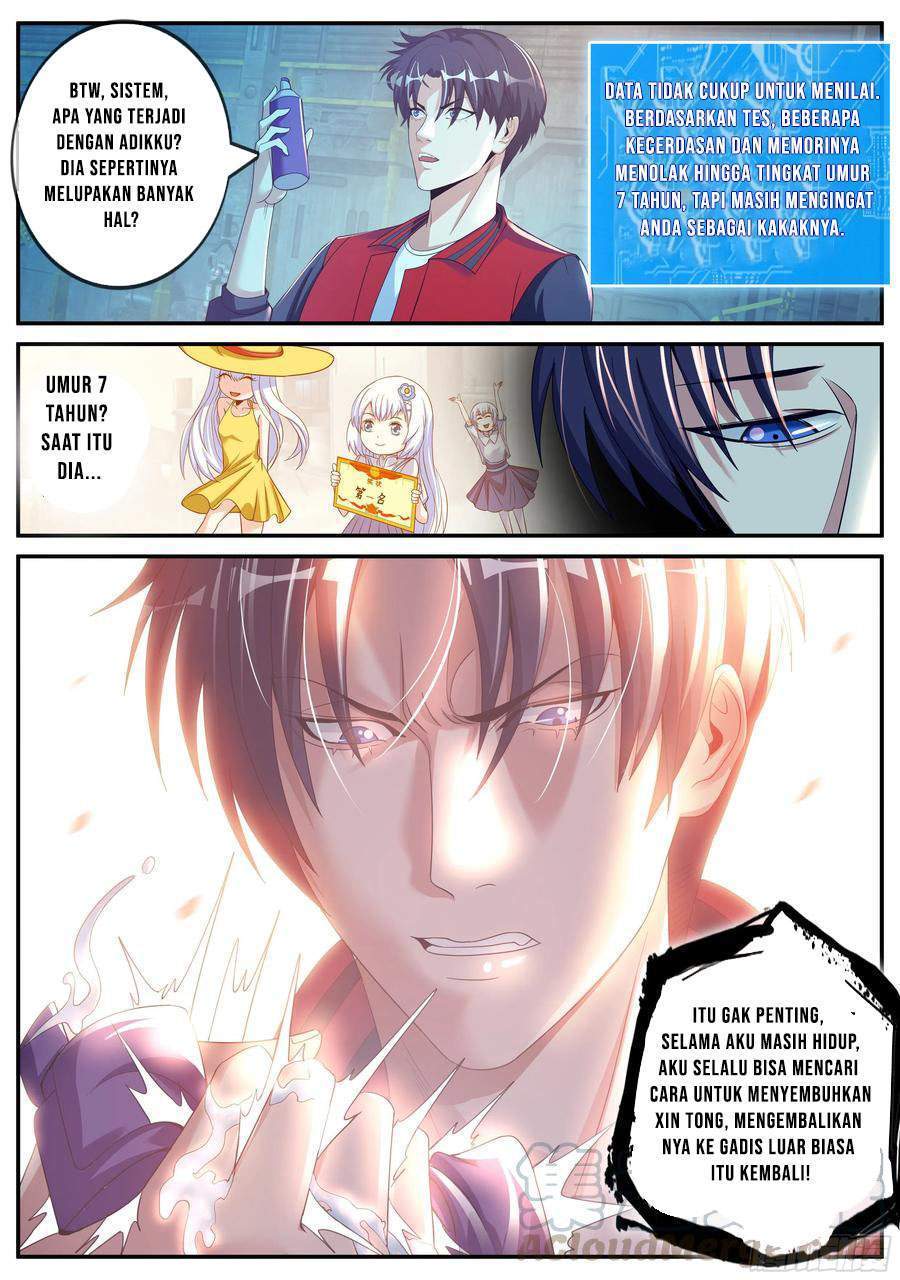 BTW, SISTEM,
APA YANG TERJADI
DENGAN ADIKKU?
DIA SEPERTINYA
MELUPAKAN BANYAK
HAL?
DATA TIDAK CUKUP UNTUK MENILAI.
BERDASARKAN TES, BEBERAPA
KECERDASAN DAN MEMORINYA
MENOLAK HINGGA TINGKAT UMUR
7 TAHUN, TAPI MASIH MENGINGAT
ANDA SEBAGAI KAKAKNYA.
UMUR 7
TAHUN?
SAAT ITU
DIA...
第一名
ITU GAK PENTING,
SELAMA AKU MASIH HIDUP,
AKU SELALU BISA MENCARI
CARA UNTUK MENYEMBUHKAN
XIN TONG, MENGEMBALIKAN
NYA KE GADIS LUAR BIASA
ITU KEMBALI!